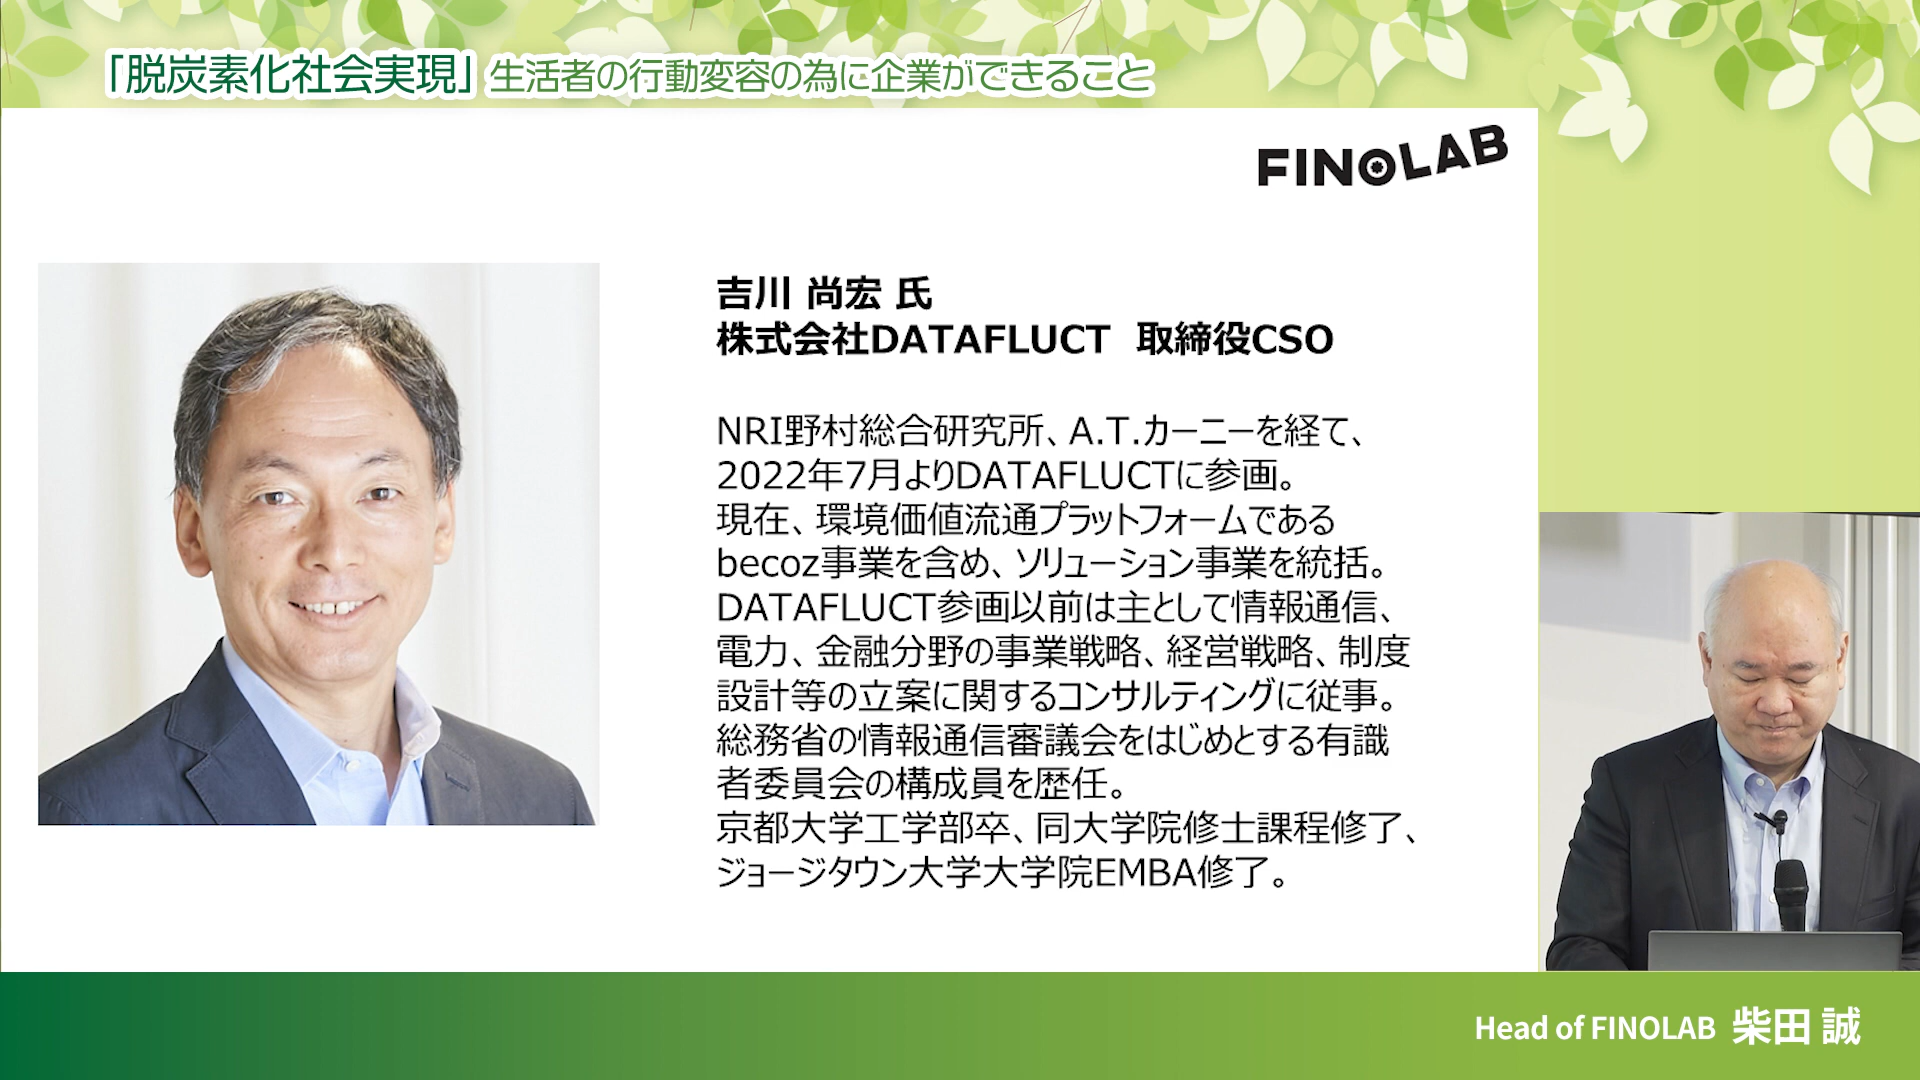 「脱炭素化社会実現」生活者の行動変容の為に企業ができること
FINOLAB
吉川 尚宏 氏
株式会社DATAFLUCT 取締役CSO
NRI野村総合研究所、A.T.カーニーを経て、
2022年7月よりDATAFLUCTに参画。
現在、環境価値流通プラットフォームである
becoz事業を含め、ソリューション事業を統括。
DATAFLUCT参画以前は主として情報通信、
電力、金融分野の事業戦略、経営戦略、制度
設計等の立案に関するコンサルティングに従事。
総務省の情報通信審議会をはじめとする有識
者委員会の構成員を歴任。
京都大学工学部卒、同大学院修士課程修了、
ジョージタウン大学大学院EMBA修了。
Head of FINOLAB 柴田 誠